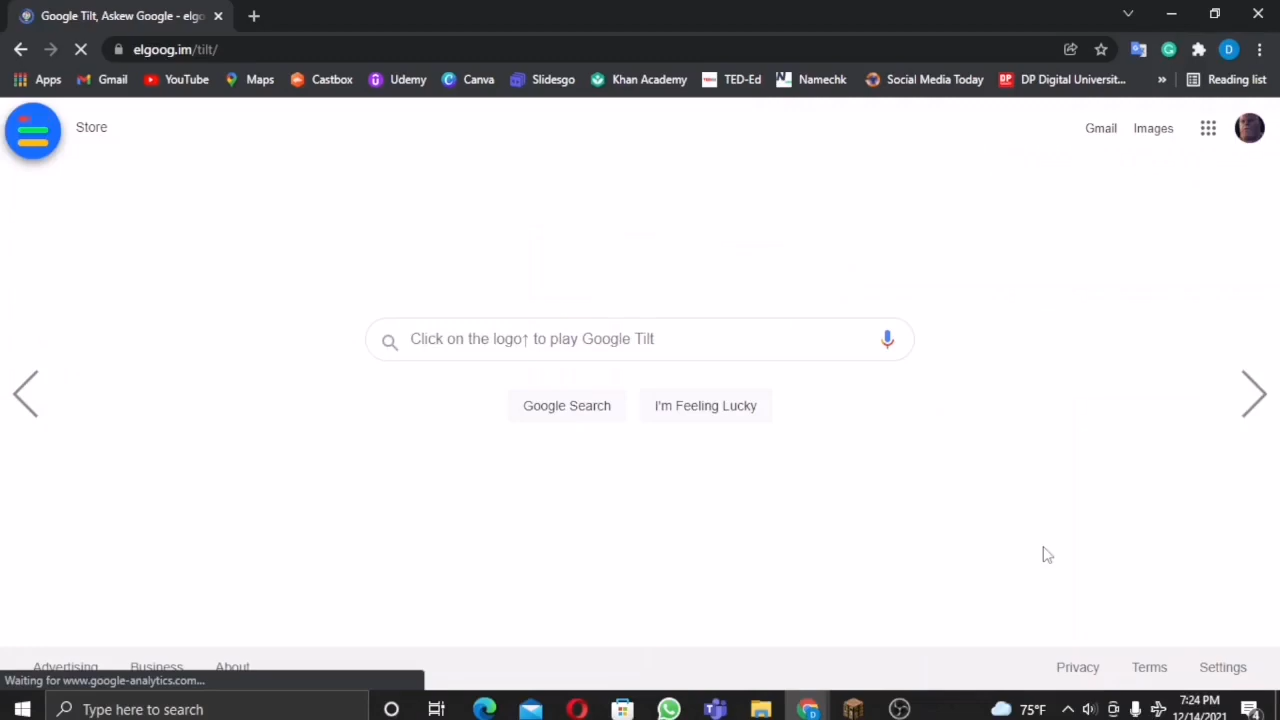 Google Tilt, Askew Google - elgo
elgoog.im/tilt/
D
Apps Gmail YouTube Maps Castbox Udemy Canva Slidesgo Khan Academy TED-Ed Namechk Social Media Today DP Digital Universit... » Reading list
Store Gmail Images
Click on the logo↑ to play Google Tilt
Google Search I'm Feeling Lucky
Advertising Business About Privacy Terms Settings
Waiting for www.google-analytics.com...
Type here to search 75°F 7:24 PM
12/14/2021 4